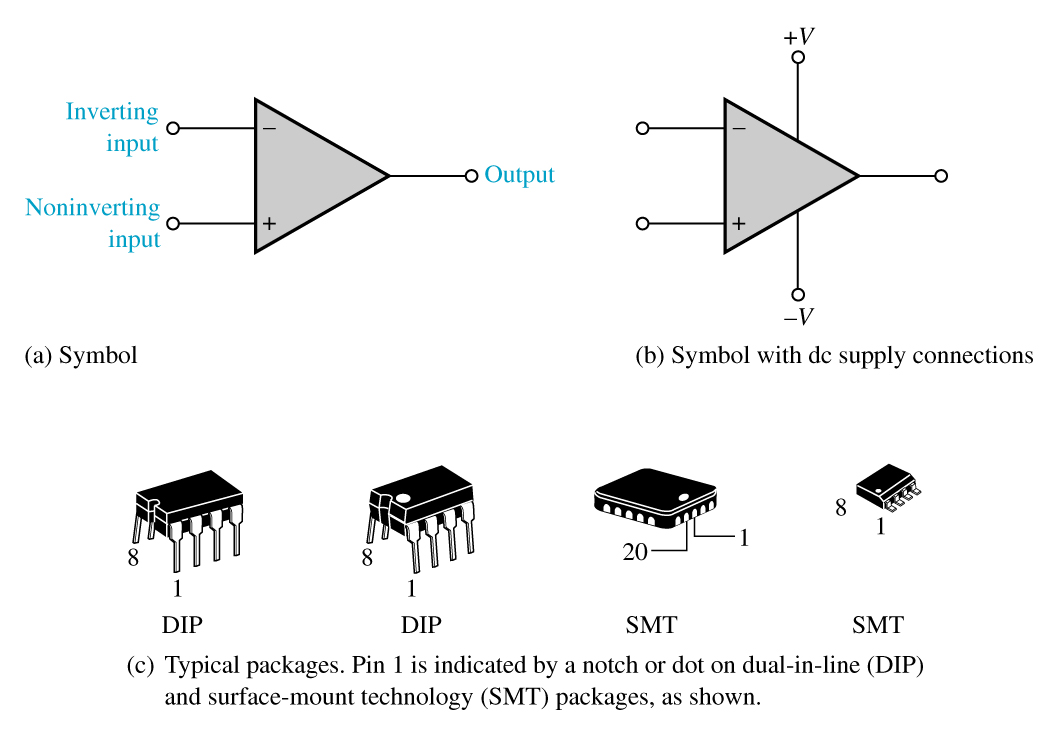 +V
Inverting
input
–
Noninverting
input
+
Output
–
+
–V
(a) Symbol
(b) Symbol with dc supply connections
8
1
DIP
8
1
DIP
20
1
SMT
8
1
SMT
(c) Typical packages. Pin 1 is indicated by a notch or dot on dual-in-line (DIP)
and surface-mount technology (SMT) packages, as shown.